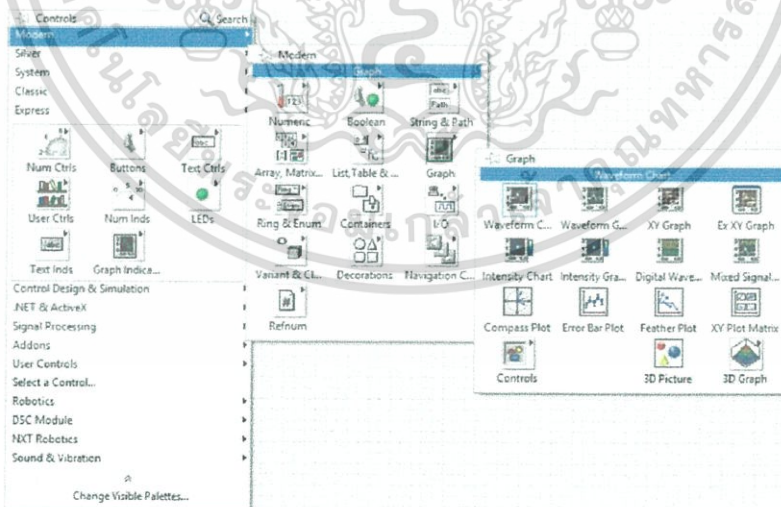 Controls
Search
Modern
Silver
System
Classic
Express
Num Ctrls
Buttons
Text Ctrls
User Ctrls
Num Inds
LEDs
Text Inds
Graph Indica...
Control Design & Simulation
.NET & ActiveX
Signal Processing
Addons
User Controls
Select a Control...
Robotics
DSC Module
NXT Robotics
Sound & Vibration
Change Visible Palettes...
Modern
Graph
Numeric
Boolean
String & Path
Array, Matrix...
List, Table & ...
Graph
Ring & Enum
Containers
I/O
Variant & Cl...
Decorations
Navigation C...
Refnum
Graph
Waveform Chart
Waveform C...
Waveform G...
XY Graph
Ex XY Graph
Intensity Chart
Intensity Gra...
Digital Wave...
Mixed Signal...
Compass Plot
Error Bar Plot
Feather Plot
XY Plot Matrix
Controls
3D Picture
3D Graph